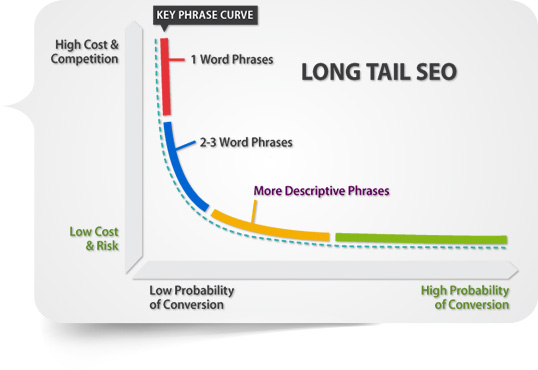 KEY PHRASE CURVE
High Cost &
Competition
1 Word Phrases
LONG TAIL SEO
2-3 Word Phrases
More Descriptive Phrases
Low Cost
& Risk
Low Probability
of Conversion
High Probability
of Conversion